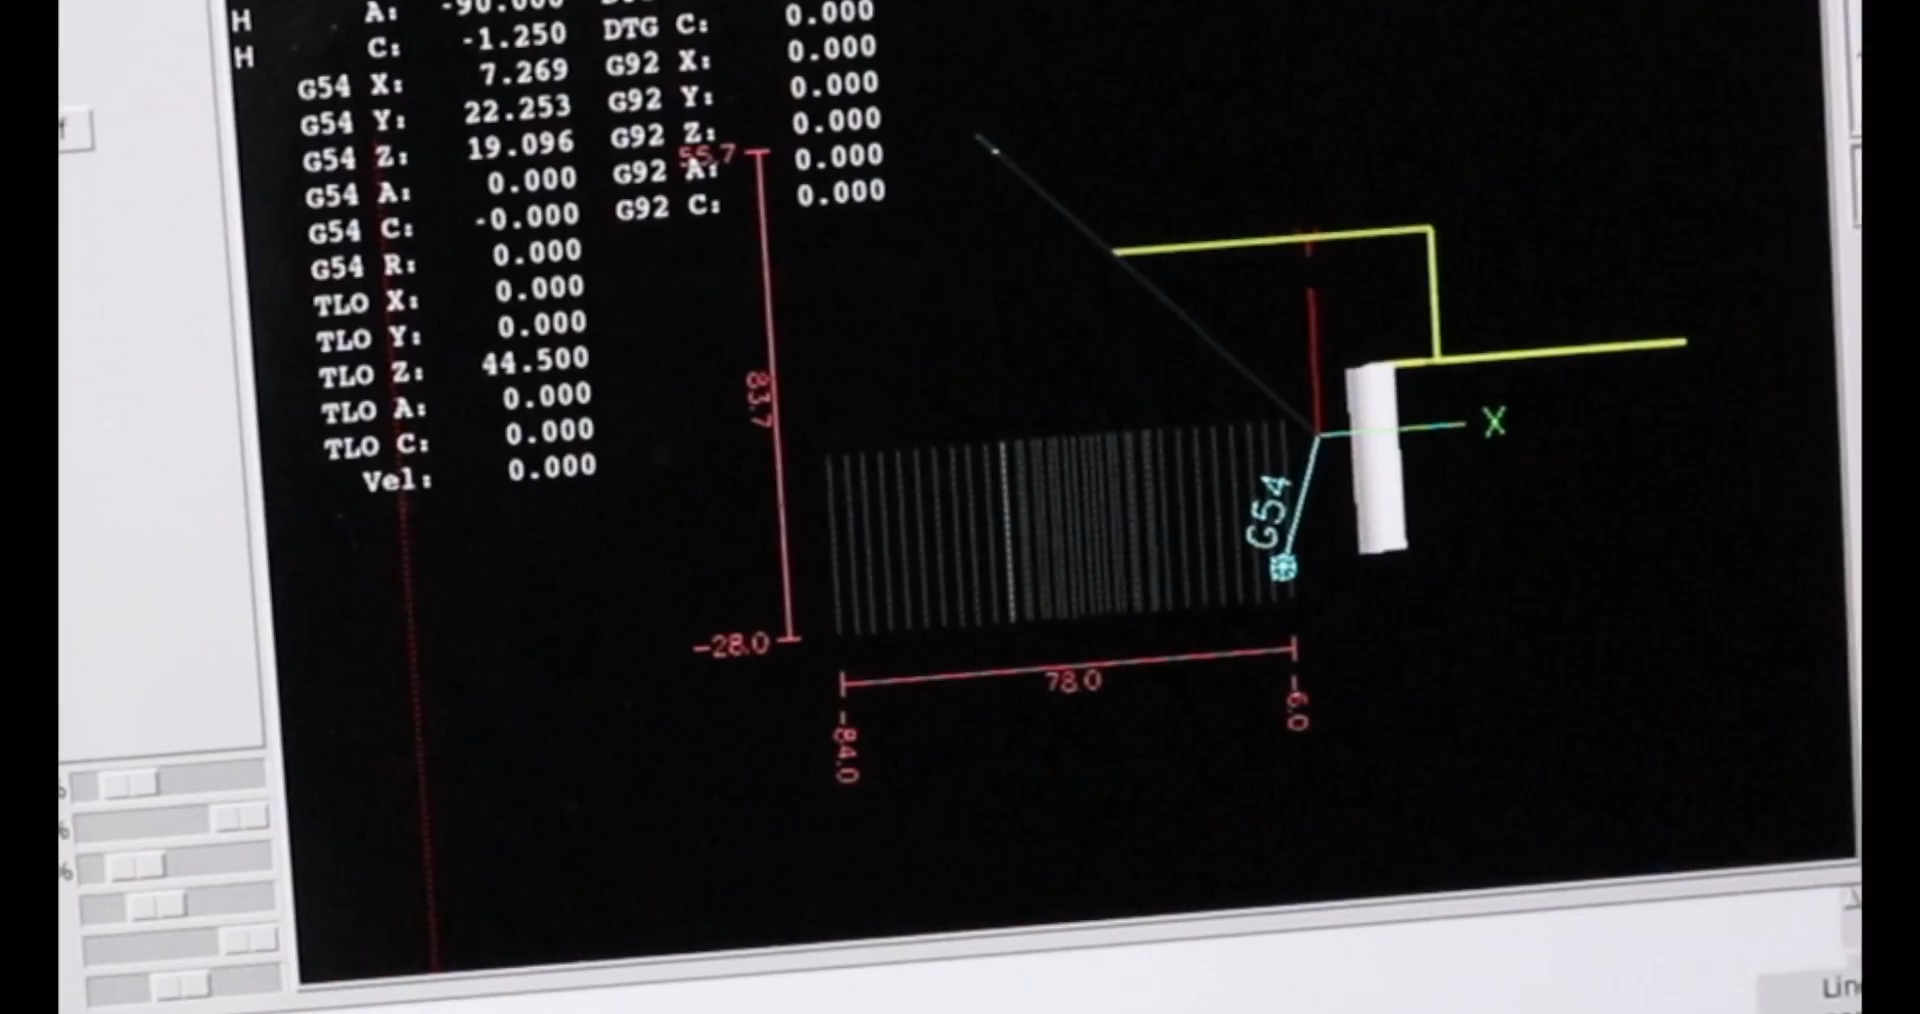 H A: -90.000
H C: -1.250 DTG C: 0.000
G54 X: 7.269 G92 X: 0.000
G54 Y: 22.253 G92 Y: 0.000
G54 Z: 19.096 G92 Z: 0.000
G54 A: 0.000 G92 A: 0.000
G54 C: -0.000 G92 C: 0.000
G54 R: 0.000
TLO X: 0.000
TLO Y: 0.000
TLO Z: 44.500
TLO A: 0.000
TLO C: 0.000
Vel: 0.000
55.7
83.7
-28.0
X
G54
78.0
-84.0
-6.0
%
%
%